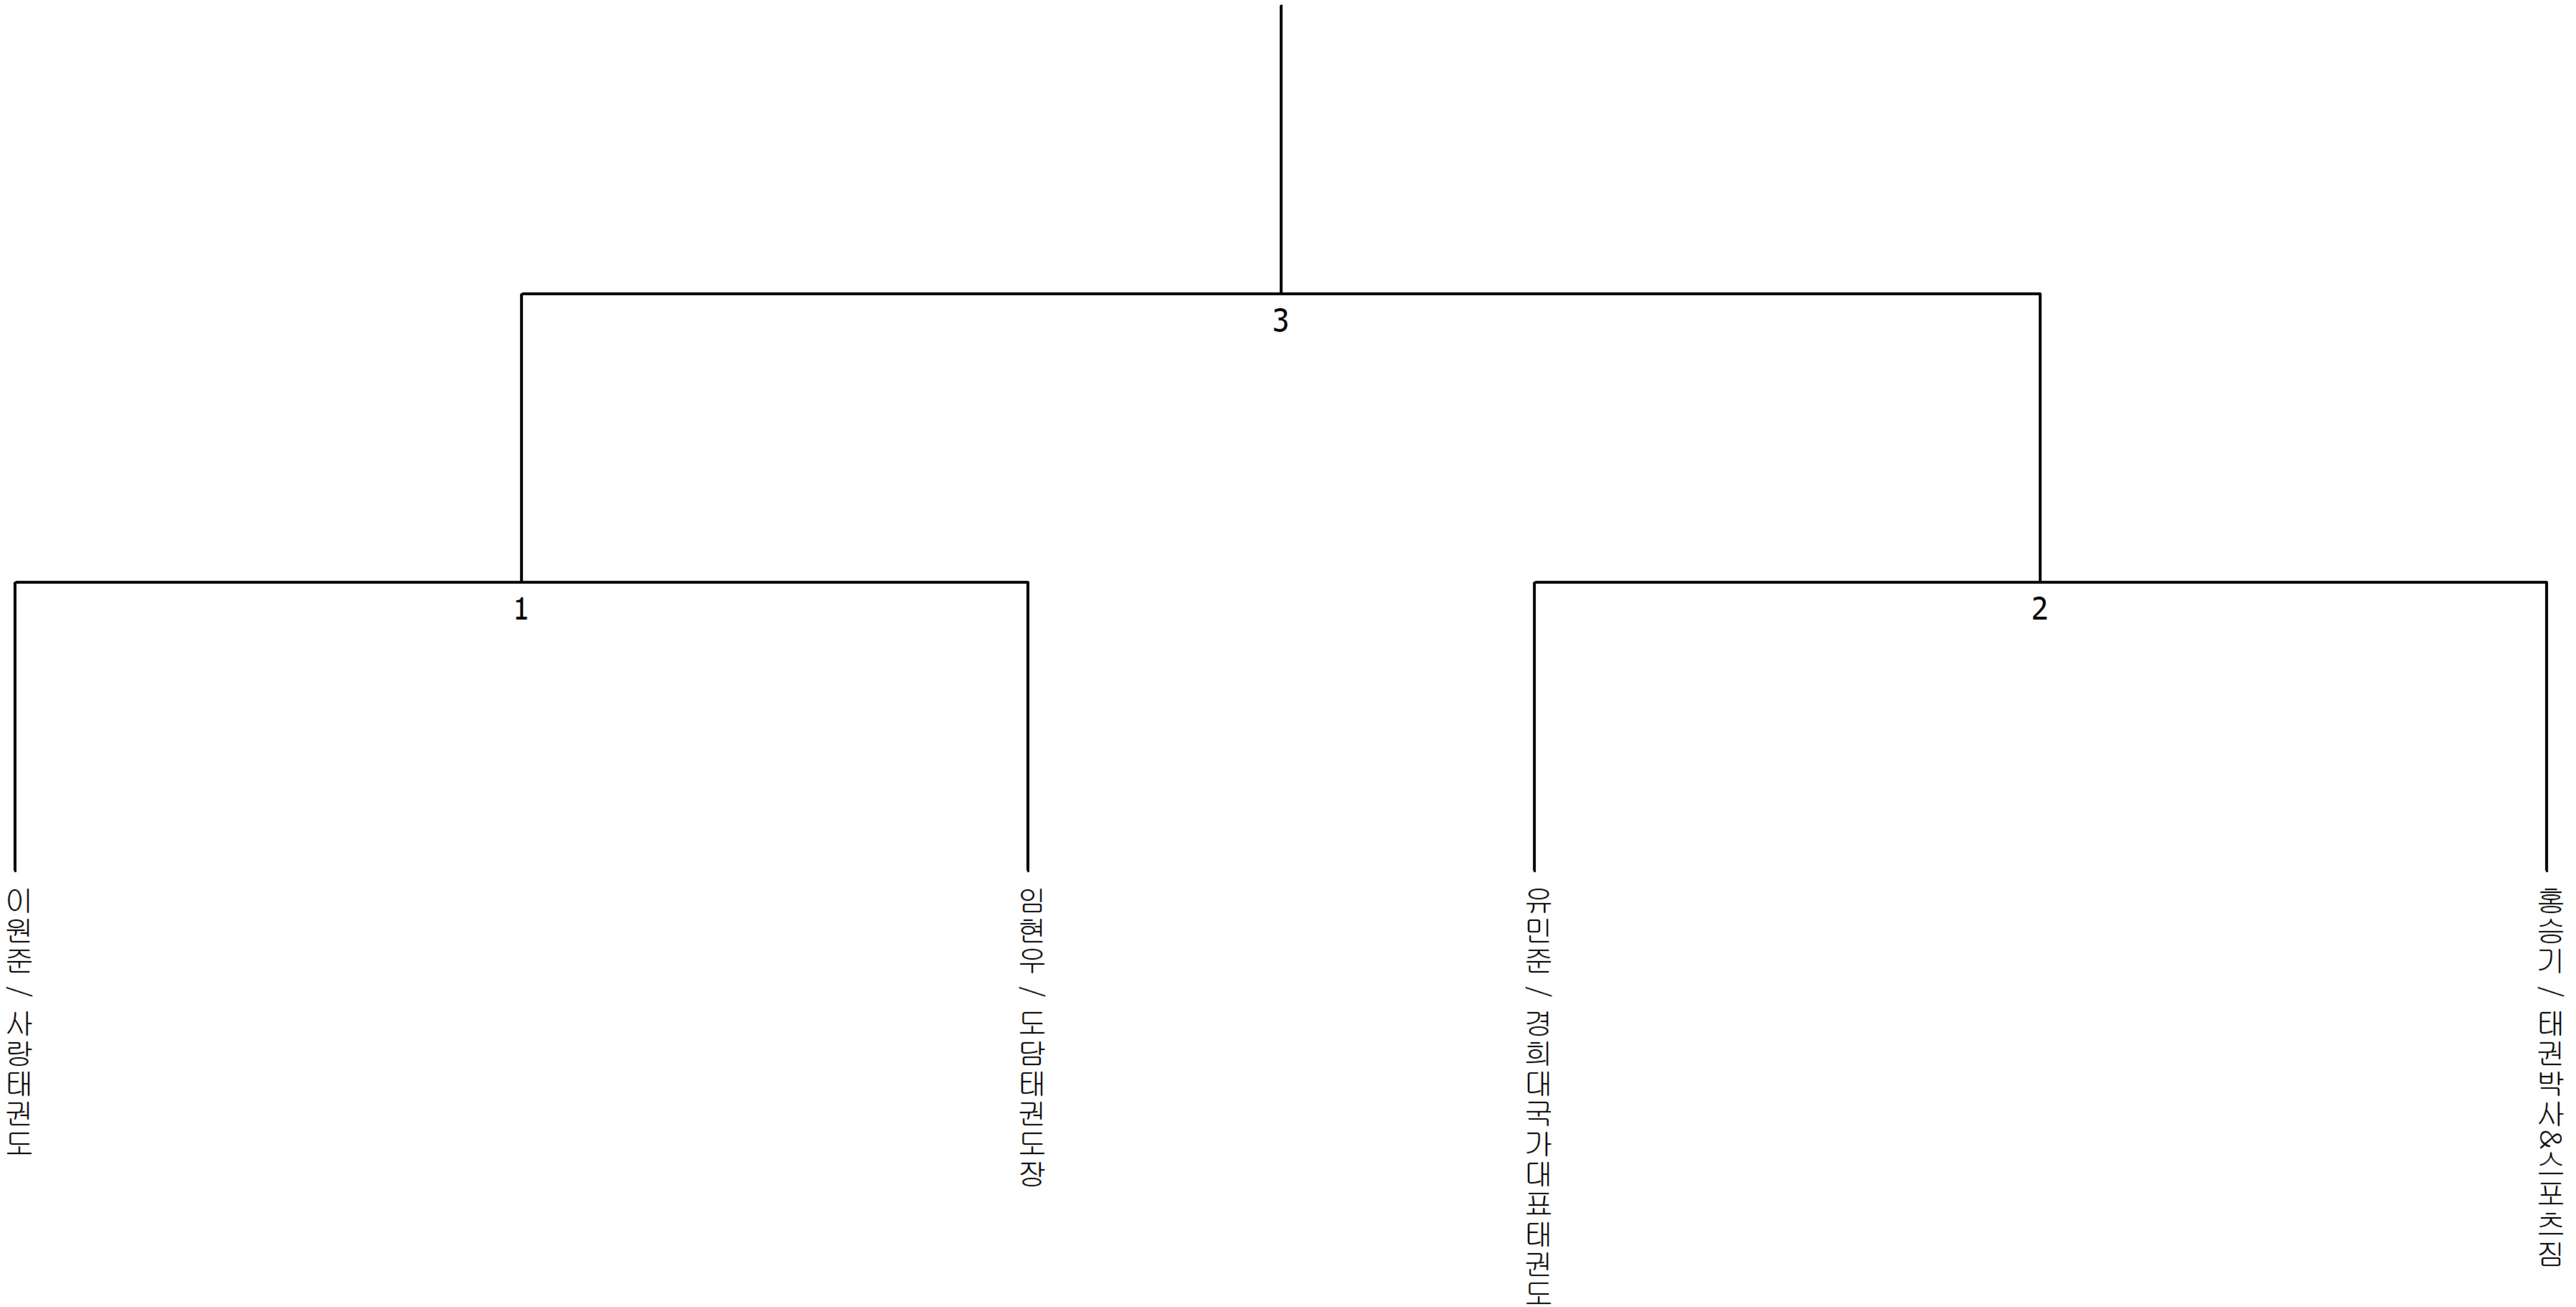 3
1
2
이원준 / 사랑태권도
임현우 / 도담태권도장
유민준 / 경희대국가대표태권도
홍승기 / 태권박사&스포츠짐